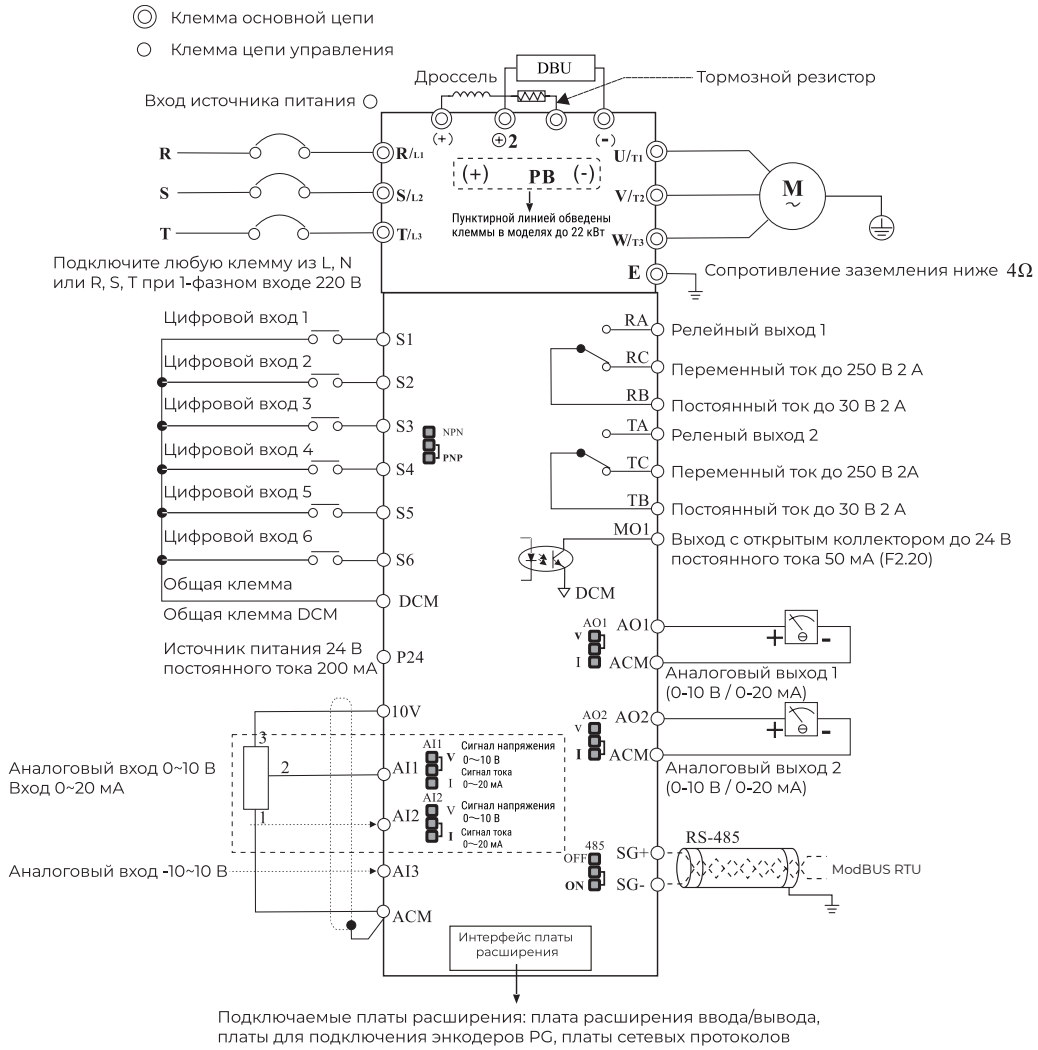 Клемма основной цепи
Клемма цепи управления
DBU
Дроссель
Тормозной резистор
Вход источника питания
(+)
⊕2
(-)
R
R/L1
S
S/L2
T
T/L3
(+) PB (-)
Пунктирной линией обведены
клеммы в моделях до 22 кВт
U/T1
V/T2
W/T3
M
~
E
Сопротивление заземления ниже 4Ω
Подключите любую клемму из L, N
или R, S, T при 1-фазном входе 220 В
Цифровой вход 1
S1
Цифровой вход 2
S2
Цифровой вход 3
S3
Цифровой вход 4
S4
Цифровой вход 5
S5
Цифровой вход 6
S6
Общая клемма
DCM
Общая клемма DCM
NPN
PNP
Источник питания 24 В
постоянного тока 200 мА
P24
RA
Релейный выход 1
RC
Переменный ток до 250 В 2 А
RB
Постоянный ток до 30 В 2 А
TA
Реленый выход 2
TC
Переменный ток до 250 В 2А
TB
Постоянный ток до 30 В 2 А
MO1
Выход с открытым коллектором до 24 В
постоянного тока 50 мА (F2.20)
DCM
AO1
V
I
AO1
ACM
+
-
Аналоговый выход 1
(0-10 В / 0-20 мА)
AO2
V
I
AO2
ACM
+
-
Аналоговый выход 2
(0-10 В / 0-20 мА)
10V
3
2
1
Аналоговый вход 0~10 В
Вход 0~20 мА
AI1
AI1
V
I
Сигнал напряжения
0~10 В
Сигнал тока
0~20 мА
AI2
AI2
V
I
Сигнал напряжения
0~10 В
Сигнал тока
0~20 мА
Аналоговый вход -10~10 В
AI3
ACM
485
OFF
ON
SG+
SG-
RS-485
ModBUS RTU
Интерфейс платы
расширения
Подключаемые платы расширения: плата расширения ввода/вывода,
платы для подключения энкодеров PG, платы сетевых протоколов